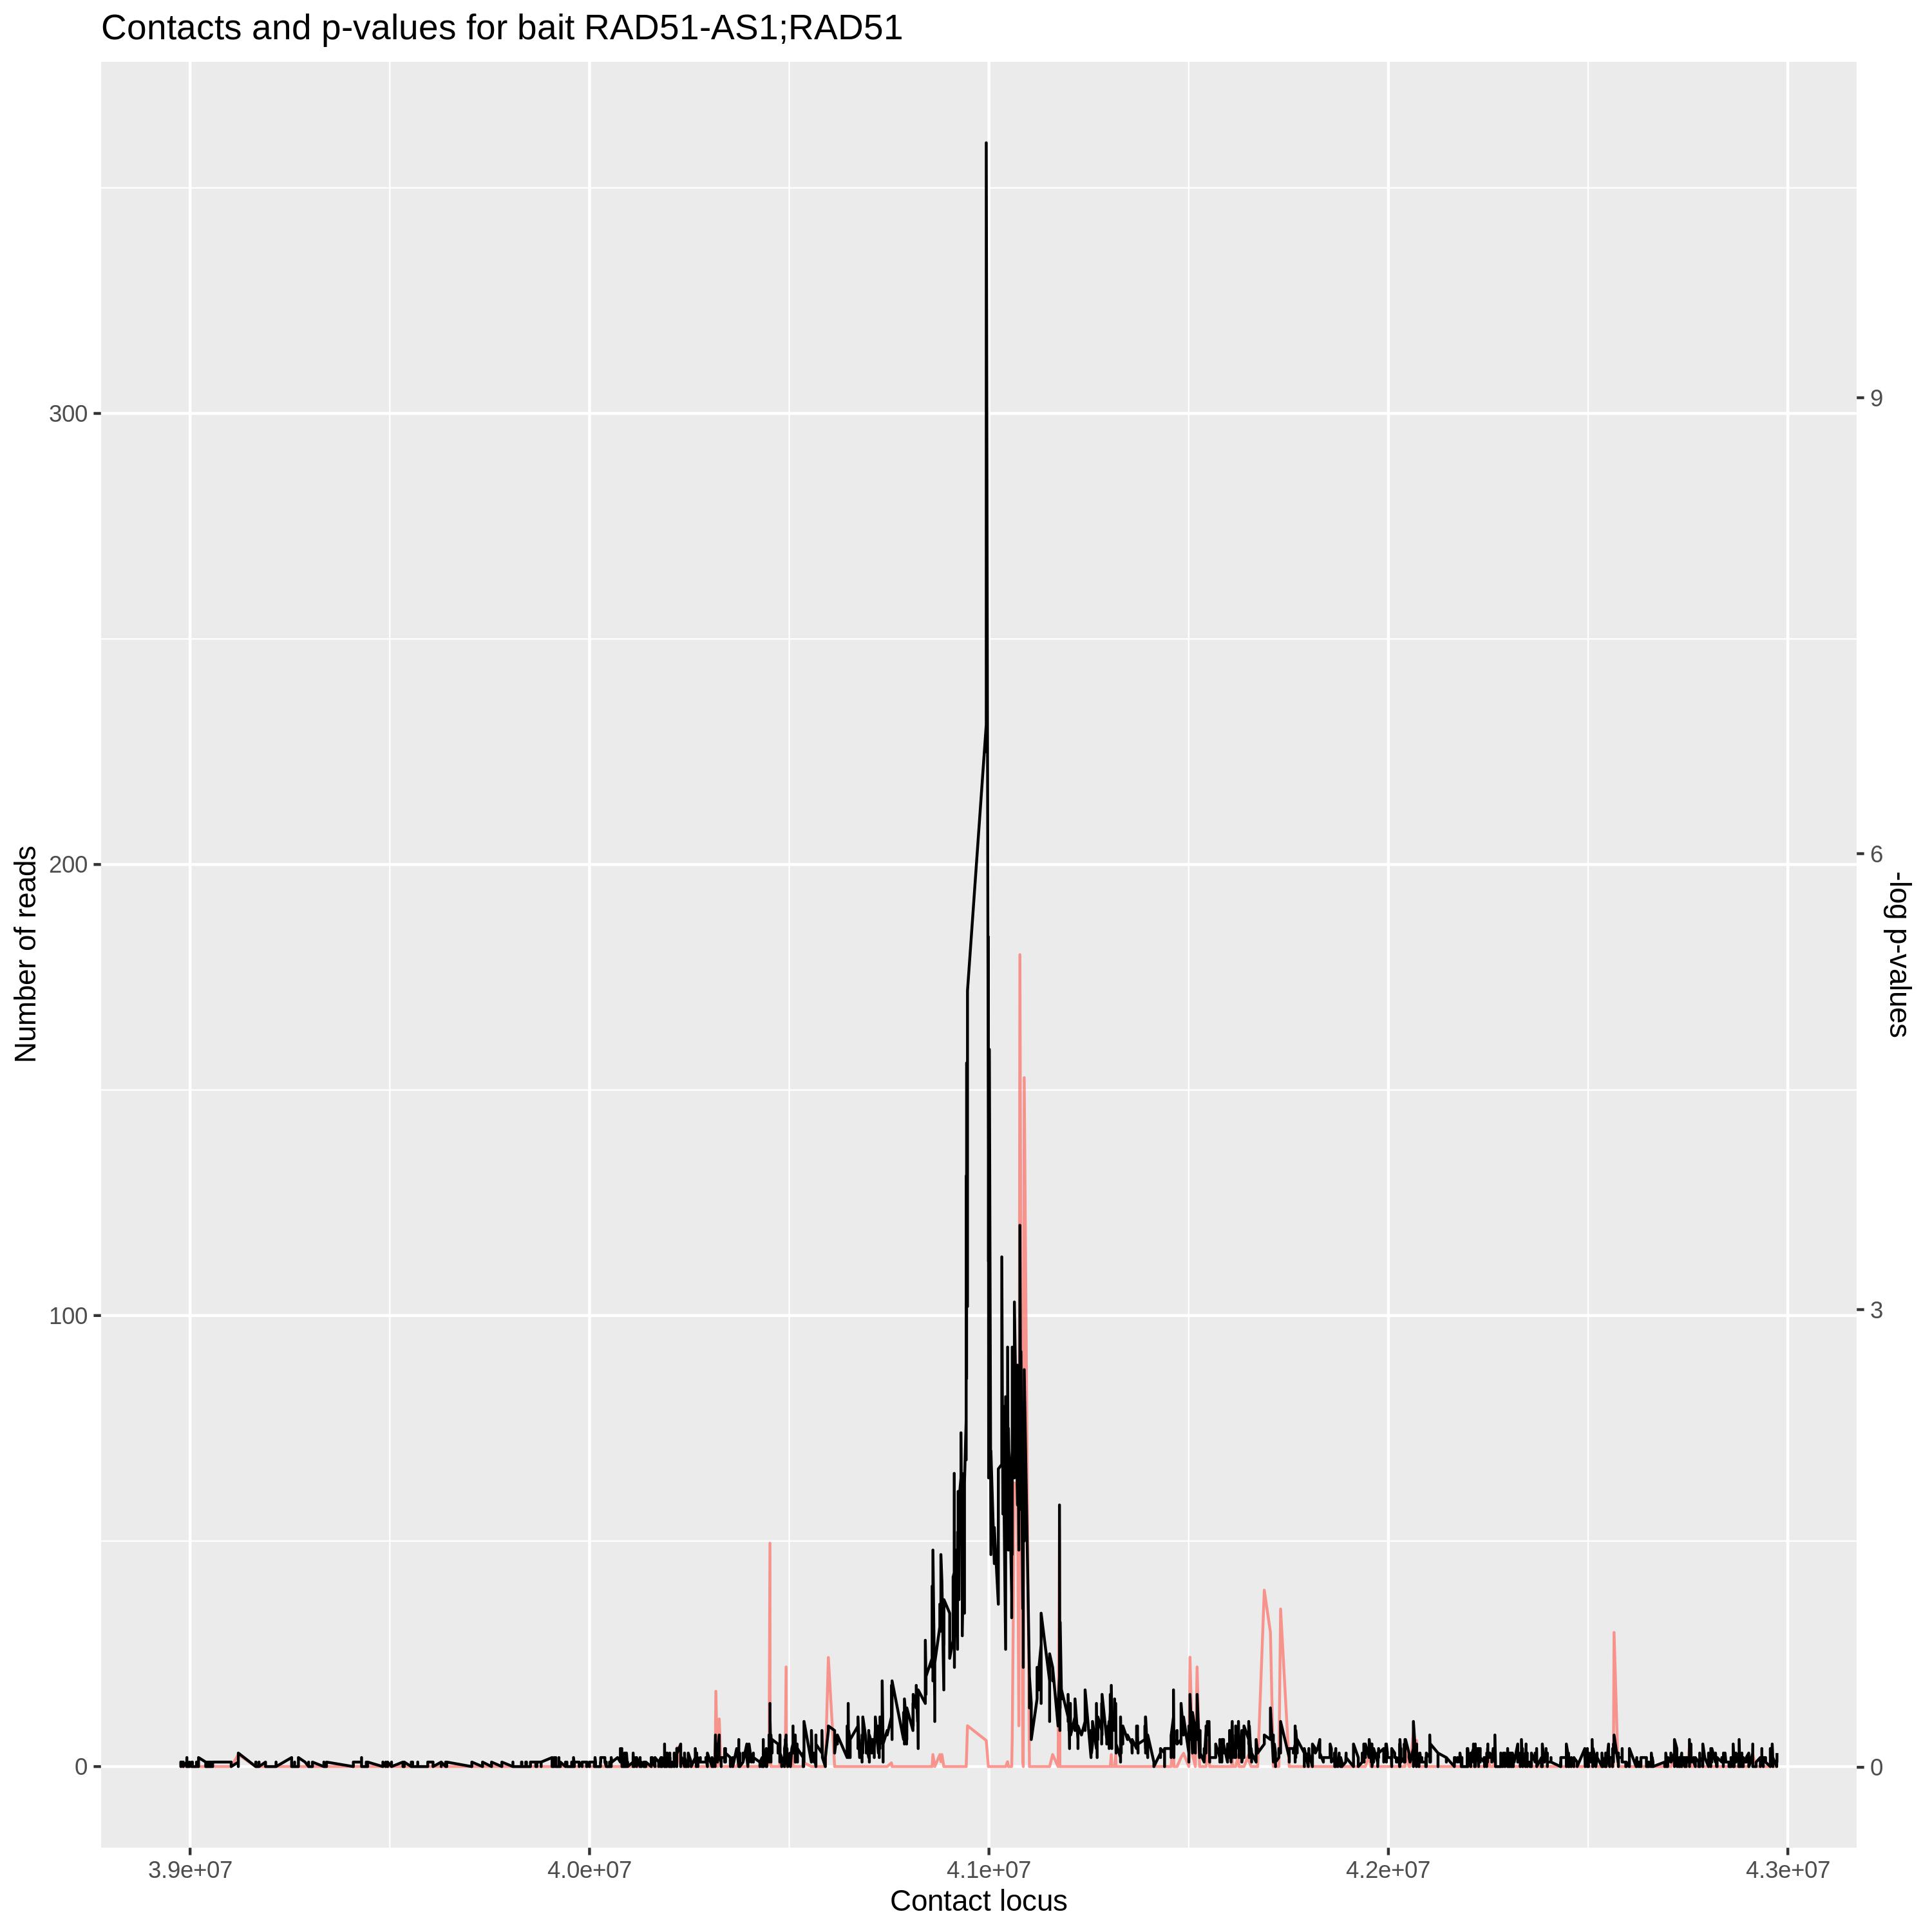 Contacts and p-values for bait RAD51-AS1;RAD51
Number of reads
300
200
100
0
9
6
3
0
-log p-values
3.9e+07 4.0e+07 4.1e+07 4.2e+07 4.3e+07
Contact locus